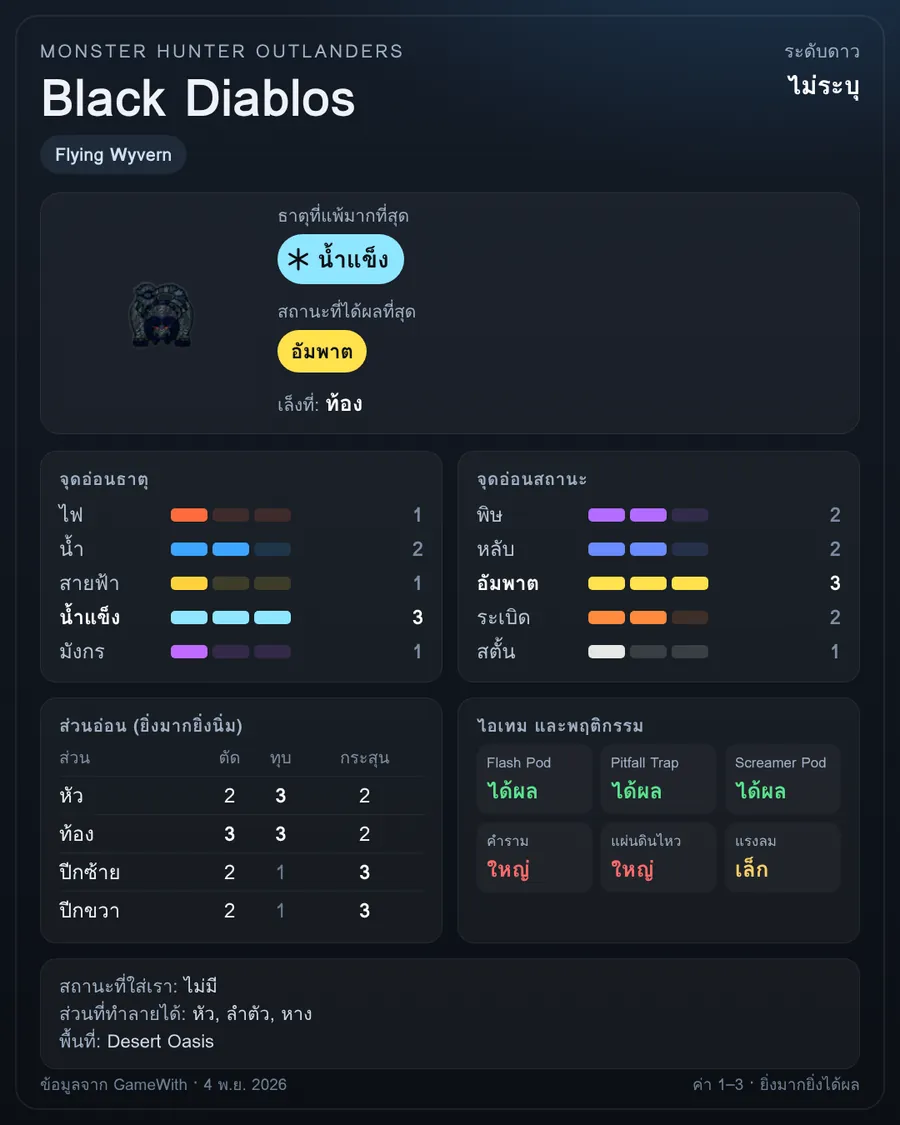 MONSTER HUNTER OUTLANDERS
ระดับดาว
Black Diablos
ไม่ระบุ
Flying Wyvern
ธาตุที่แพ้มากที่สุด
น้ำแข็ง
สถานะที่ได้ผลที่สุด
อัมพาต
เล็งที่: ท้อง
จุดอ่อนธาตุ
ไฟ 1
น้ำ 2
สายฟ้า 1
น้ำแข็ง 3
มังกร 1
จุดอ่อนสถานะ
พิษ 2
หลับ 2
อัมพาต 3
ระเบิด 2
สตั้น 1
ส่วนอ่อน (ยิ่งมากยิ่งนิ่ม)
ส่วน ตัด ทุบ กระสุน
หัว 2 3 2
ท้อง 3 3 2
ปีกซ้าย 2 1 3
ปีกขวา 2 1 3
ไอเทม และพฤติกรรม
Flash Pod Pitfall Trap Screamer Pod
ได้ผล ได้ผล ได้ผล
คำราม แผ่นดินไหว แรงลม
ใหญ่ ใหญ่ เล็ก
สถานะที่ใส่เรา: ไม่มี
ส่วนที่ทำลายได้: หัว, ลำตัว, หาง
พื้นที่: Desert Oasis
ข้อมูลจาก GameWith · 4 พ.ย. 2026
ค่า 1–3 · ยิ่งมากยิ่งได้ผล